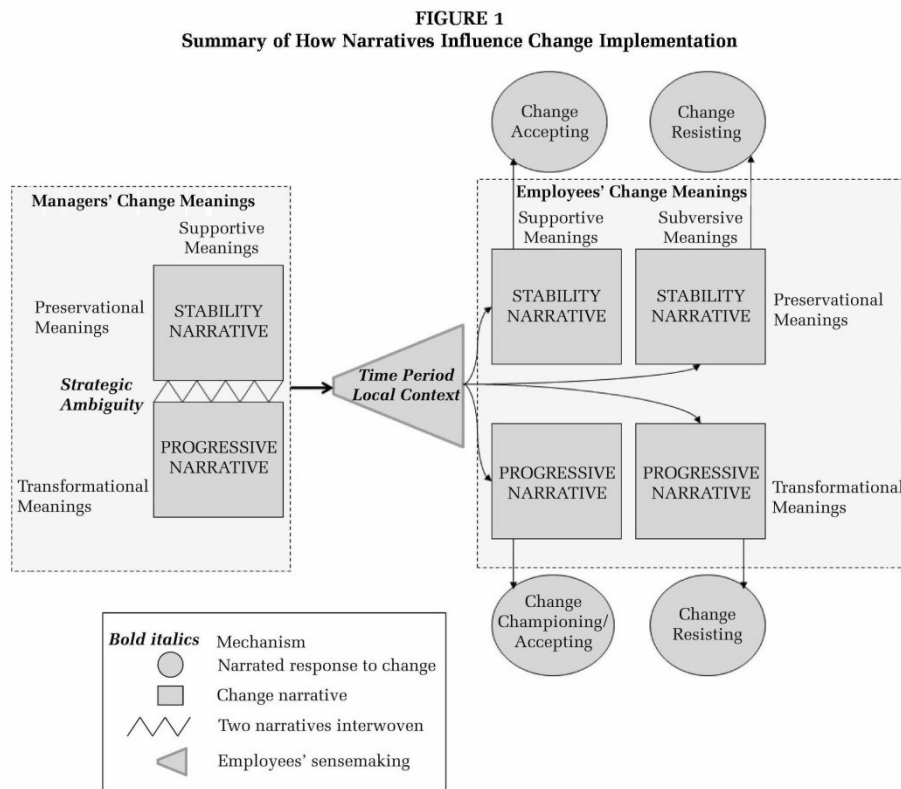 FIGURE 1
Summary of How Narratives Influence Change Implementation
Change
Accepting
Change
Resisting
Managers' Change Meanings
Supportive
Meanings
Preservational
Meanings
STABILITY
NARRATIVE
Strategic
Ambiguity
PROGRESSIVE
NARRATIVE
Transformational
Meanings
Time Period
Local Context
Employees' Change Meanings
Supportive
Meanings
Subversive
Meanings
STABILITY
NARRATIVE
STABILITY
NARRATIVE
Preservational
Meanings
PROGRESSIVE
NARRATIVE
PROGRESSIVE
NARRATIVE
Transformational
Meanings
Change
Championing/
Accepting
Change
Resisting
Bold italics Mechanism
Narrated response to change
Change narrative
Two narratives interwoven
Employees' sensemaking